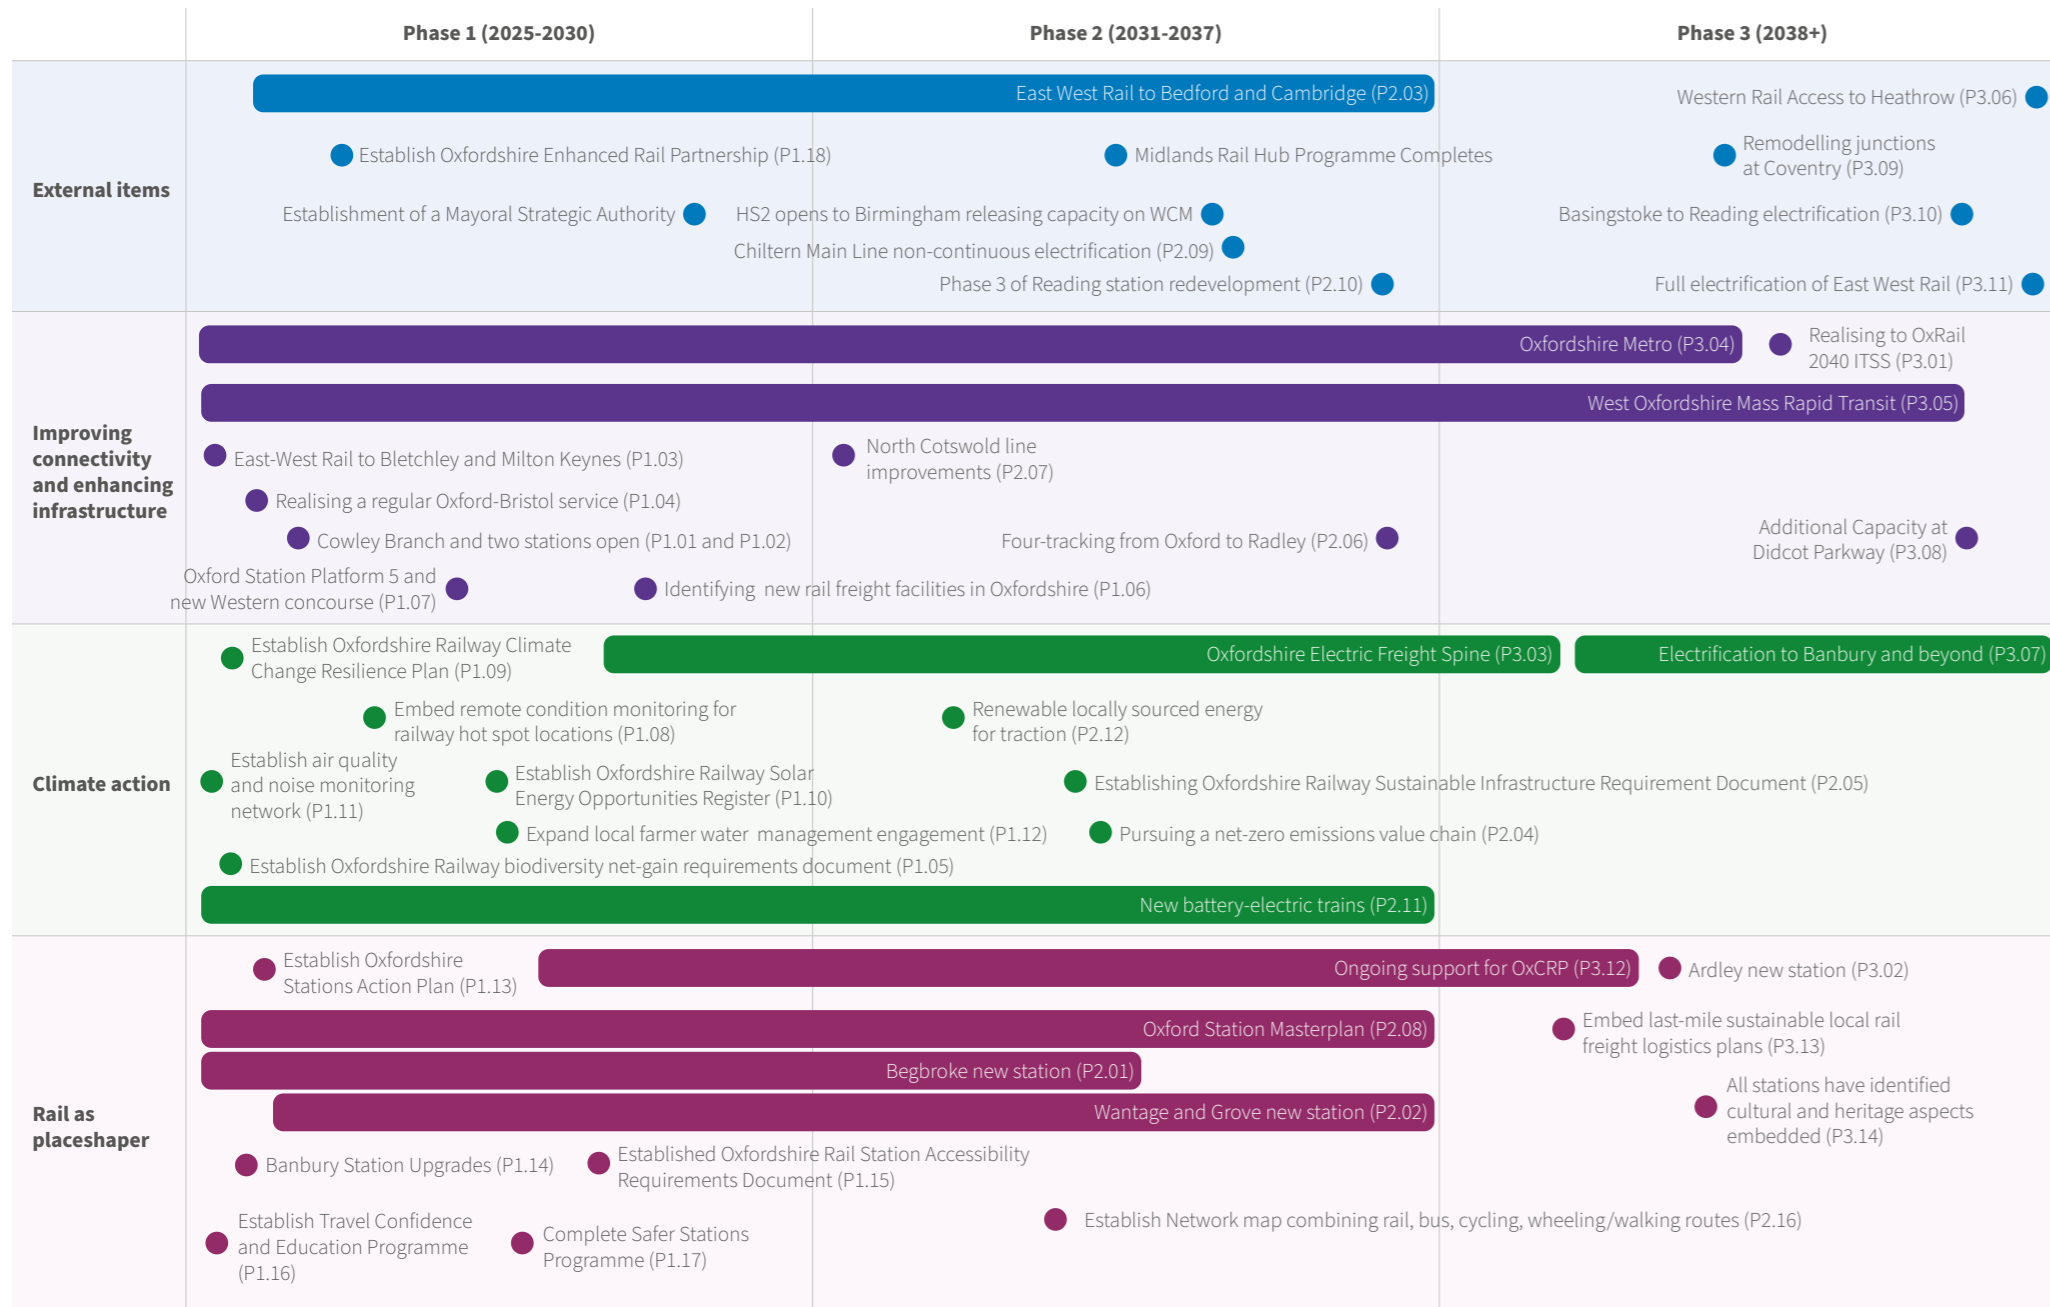 Phase 1 (2025-2030)
Phase 2 (2031-2037)
Phase 3 (2038+)
External items
East West Rail to Bedford and Cambridge (P2.03)
Western Rail Access to Heathrow (P3.06)
Establish Oxfordshire Enhanced Rail Partnership (P1.18)
Midlands Rail Hub Programme Completes
Remodelling junctions
at Coventry (P3.09)
Establishment of a Mayoral Strategic Authority
HS2 opens to Birmingham releasing capacity on WCM
Basingstoke to Reading electrification (P3.10)
Chiltern Main Line non-continuous electrification (P2.09)
Phase 3 of Reading station redevelopment (P2.10)
Full electrification of East West Rail (P3.11)
Improving
connectivity
and enhancing
infrastructure
Oxfordshire Metro (P3.04)
Realising to OxRail
2040 ITSS (P3.01)
West Oxfordshire Mass Rapid Transit (P3.05)
East-West Rail to Bletchley and Milton Keynes (P1.03)
North Cotswold line
improvements (P2.07)
Realising a regular Oxford-Bristol service (P1.04)
Cowley Branch and two stations open (P1.01 and P1.02)
Four-tracking from Oxford to Radley (P2.06)
Additional Capacity at
Didcot Parkway (P3.08)
Oxford Station Platform 5 and
new Western concourse (P1.07)
Identifying  new rail freight facilities in Oxfordshire (P1.06)
Climate action
Establish Oxfordshire Railway Climate
Change Resilience Plan (P1.09)
Oxfordshire Electric Freight Spine (P3.03)
Electrification to Banbury and beyond (P3.07)
Embed remote condition monitoring for
railway hot spot locations (P1.08)
Renewable locally sourced energy
for traction (P2.12)
Establish air quality
and noise monitoring
network (P1.11)
Establish Oxfordshire Railway Solar
Energy Opportunities Register (P1.10)
Establishing Oxfordshire Railway Sustainable Infrastructure Requirement Document (P2.05)
Expand local farmer water  management engagement (P1.12)
Pursuing a net-zero emissions value chain (P2.04)
Establish Oxfordshire Railway biodiversity net-gain requirements document (P1.05)
New battery-electric trains (P2.11)
Rail as
placeshaper
Establish Oxfordshire
Stations Action Plan (P1.13)
Ongoing support for OxCRP (P3.12)
Ardley new station (P3.02)
Oxford Station Masterplan (P2.08)
Embed last-mile sustainable local rail
freight logistics plans (P3.13)
Begbroke new station (P2.01)
Wantage and Grove new station (P2.02)
All stations have identified
cultural and heritage aspects
embedded (P3.14)
Banbury Station Upgrades (P1.14)
Established Oxfordshire Rail Station Accessibility
Requirements Document (P1.15)
Establish Travel Confidence
and Education Programme
(P1.16)
Complete Safer Stations
Programme (P1.17)
Establish Network map combining rail, bus, cycling, wheeling/walking routes (P2.16)